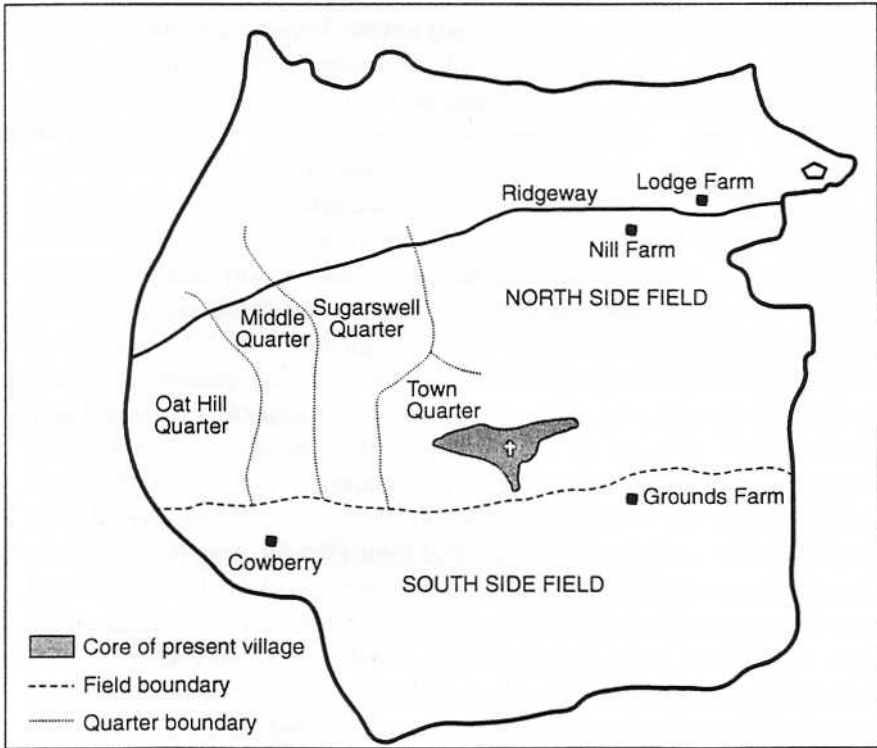 Lodge Farm
Ridgeway
Nill Farm
NORTH SIDE FIELD
Middle
Quarter
Sugarswell
Quarter
Oat Hill
Quarter
Town
Quarter
Grounds Farm
Cowberry
SOUTH SIDE FIELD
Core of present village
Field boundary
Quarter boundary